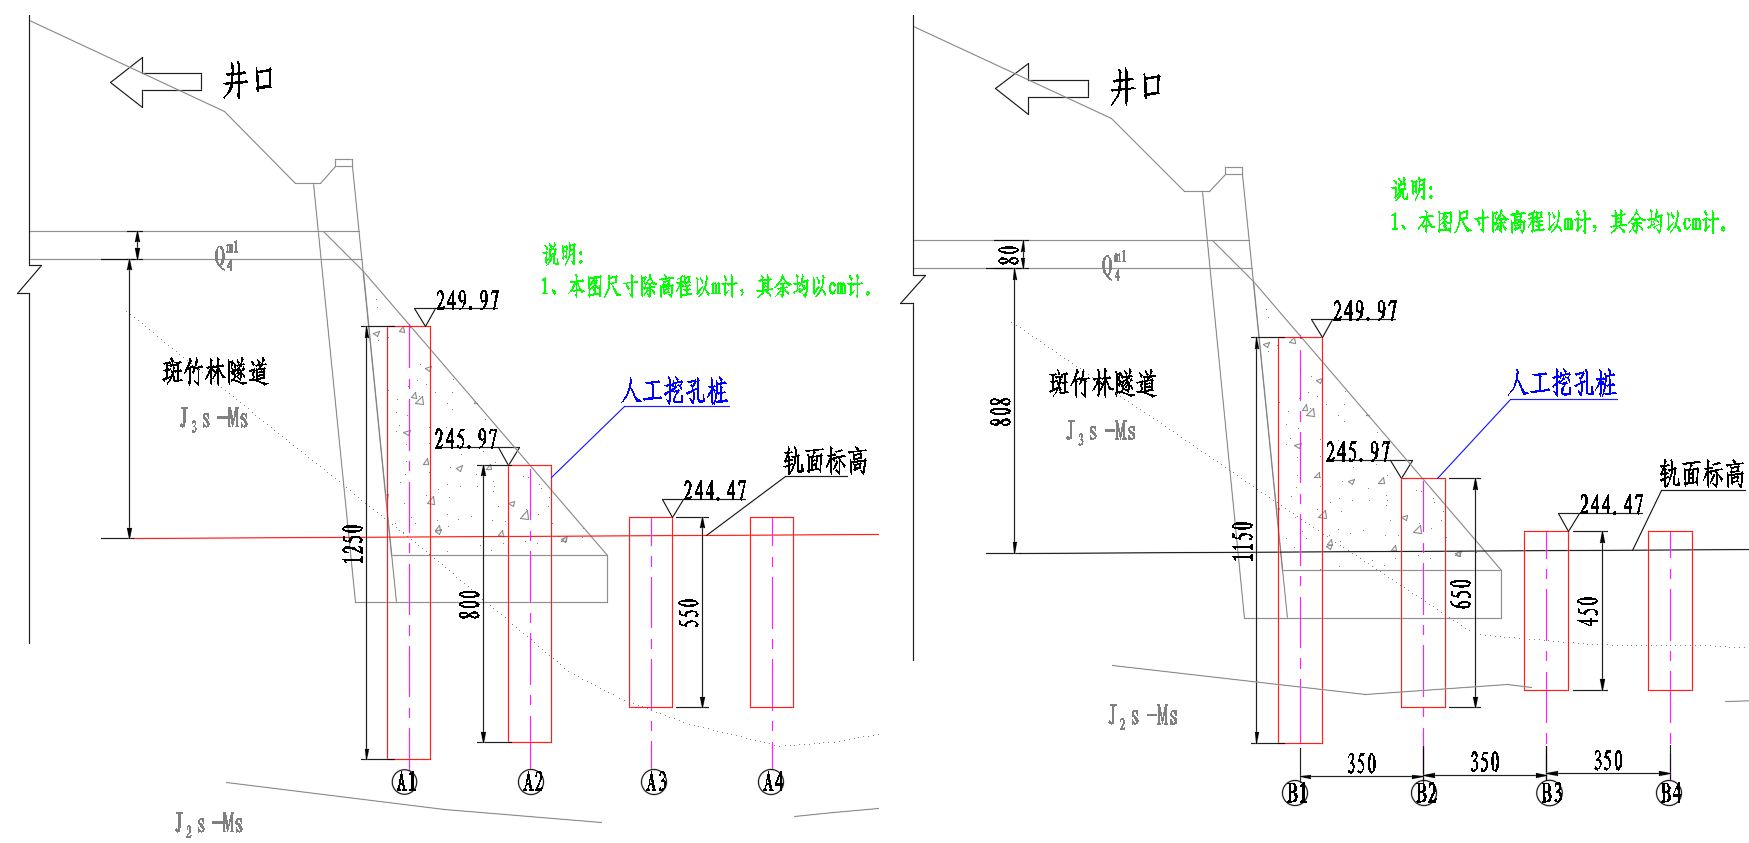 井口
Q4ml
说明:
1、本图尺寸除高程以m计，其余均以cm计。
249.97
斑竹林隧道
J3s-Ms
人工挖孔桩
245.97
轨面标高
244.47
1250
800
550
A1
A2
A3
A4
J2s-Ms
井口
说明:
1、本图尺寸除高程以m计，其余均以cm计。
80
Q4ml
249.97
斑竹林隧道
808
J3s-Ms
人工挖孔桩
245.97
轨面标高
244.47
1150
650
450
J2s-Ms
350
350
350
B1
B2
B3
B4